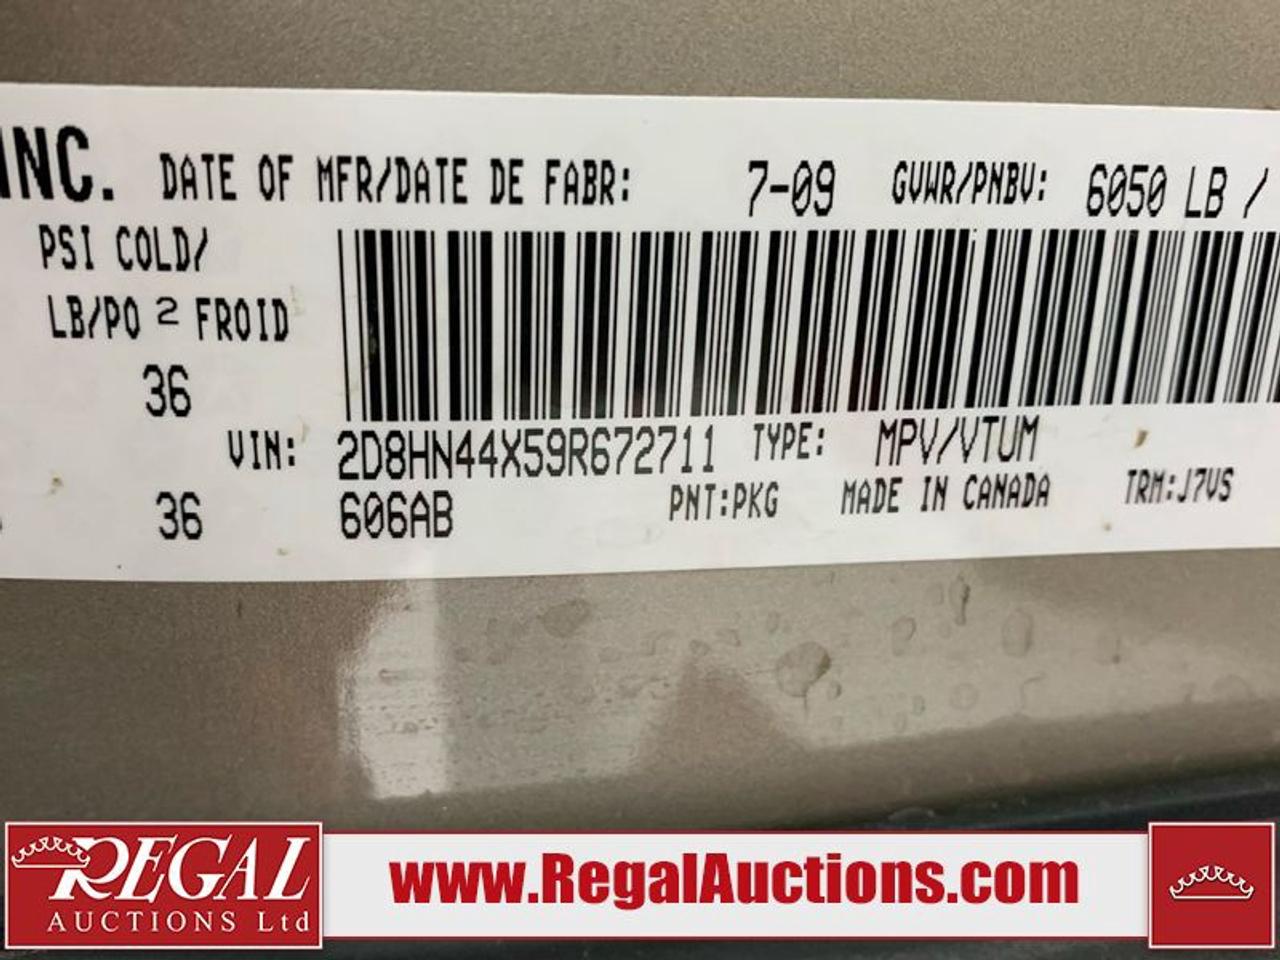 INC. DATE OF MFR/DATE DE FABR: 7-09 GVWR/PNBV: 6050 LB /
PSI COLD/
LB/PO 2 FROID
36
VIN: 2D8HN44X59R672711 TYPE: MPV/VTUM
36 606AB PNT:PKG MADE IN CANADA TRM:J7VS
REGAL
AUCTIONS Ltd
www.RegalAuctions.com